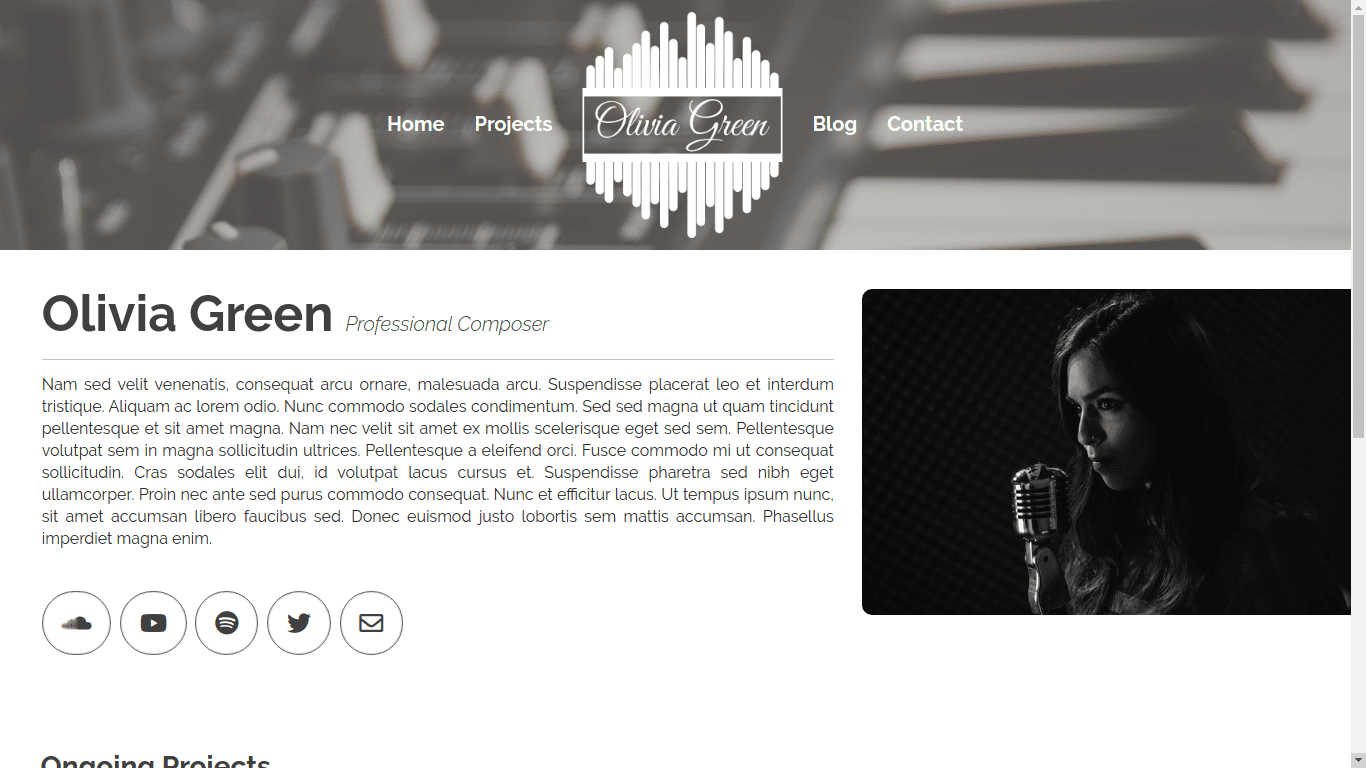 Home Projects Olivia Green Blog Contact
Olivia Green Professional Composer
Nam sed velit venenatis, consequat arcu ornare, malesuada arcu. Suspendisse placerat leo et interdum
tristique. Aliquam ac lorem odio. Nunc commodo sodales condimentum. Sed sed magna ut quam tincidunt
pellentesque et sit amet magna. Nam nec velit sit amet ex mollis scelerisque eget sed sem. Pellentesque
volutpat sem in magna sollicitudin ultrices. Pellentesque a eleifend orci. Fusce commodo mi ut consequat
sollicitudin. Cras sodales elit dui, id volutpat lacus cursus et. Suspendisse pharetra sed nibh eget
ullamcorper. Proin nec ante sed purus commodo consequat. Nunc et efficitur lacus. Ut tempus ipsum nunc,
sit amet accumsan libero faucibus sed. Donec euismod justo lobortis sem mattis accumsan. Phasellus
imperdiet magna enim.
Ongoing Projects